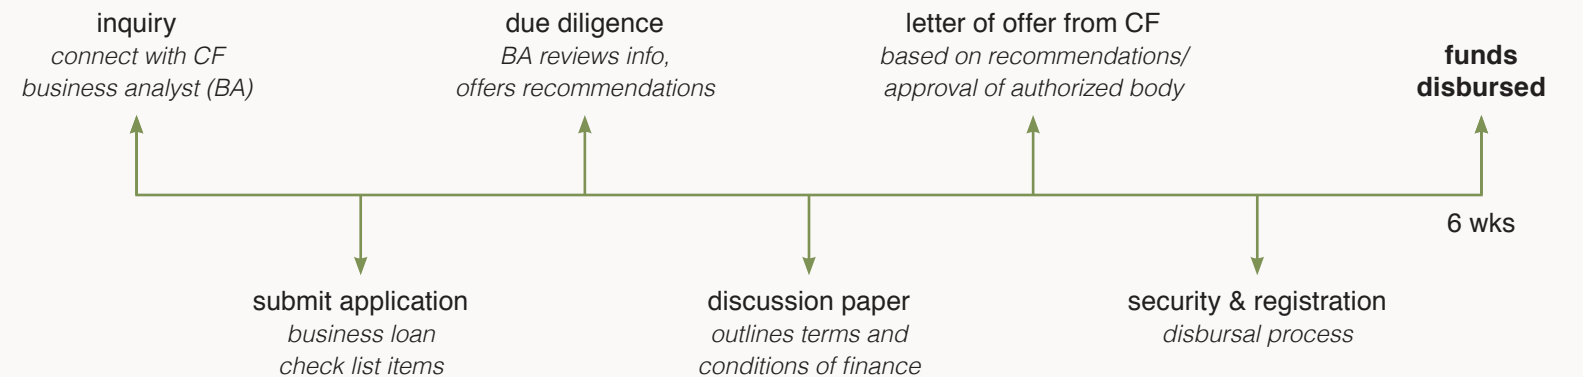 inquiry
connect with CF
business analyst (BA)
submit application
business loan
check list items
due diligence
BA reviews info,
offers recommendations
discussion paper
outlines terms and
conditions of finance
letter of offer from CF
based on recommendations/
approval of authorized body
security & registration
disbursal process
funds
disbursed
6 wks